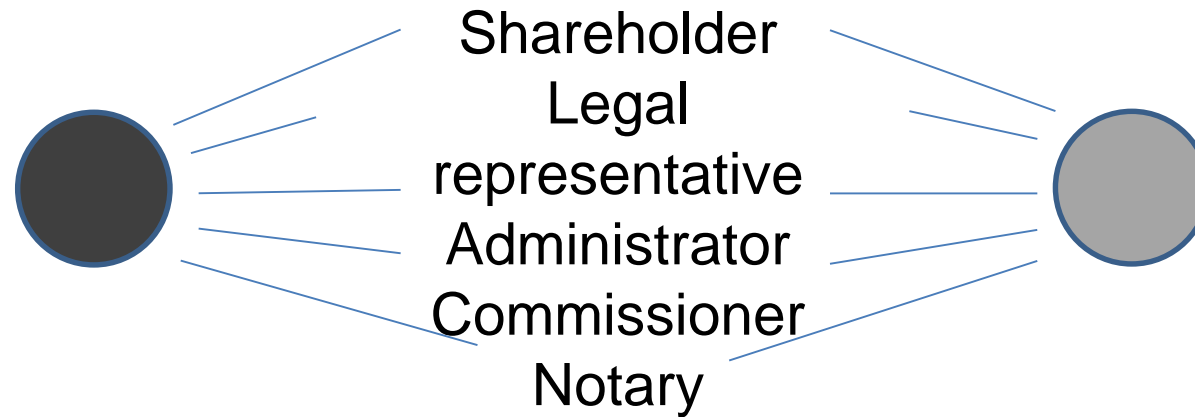 Shareholder
Legal
representative
Administrator
Commissioner
Notary